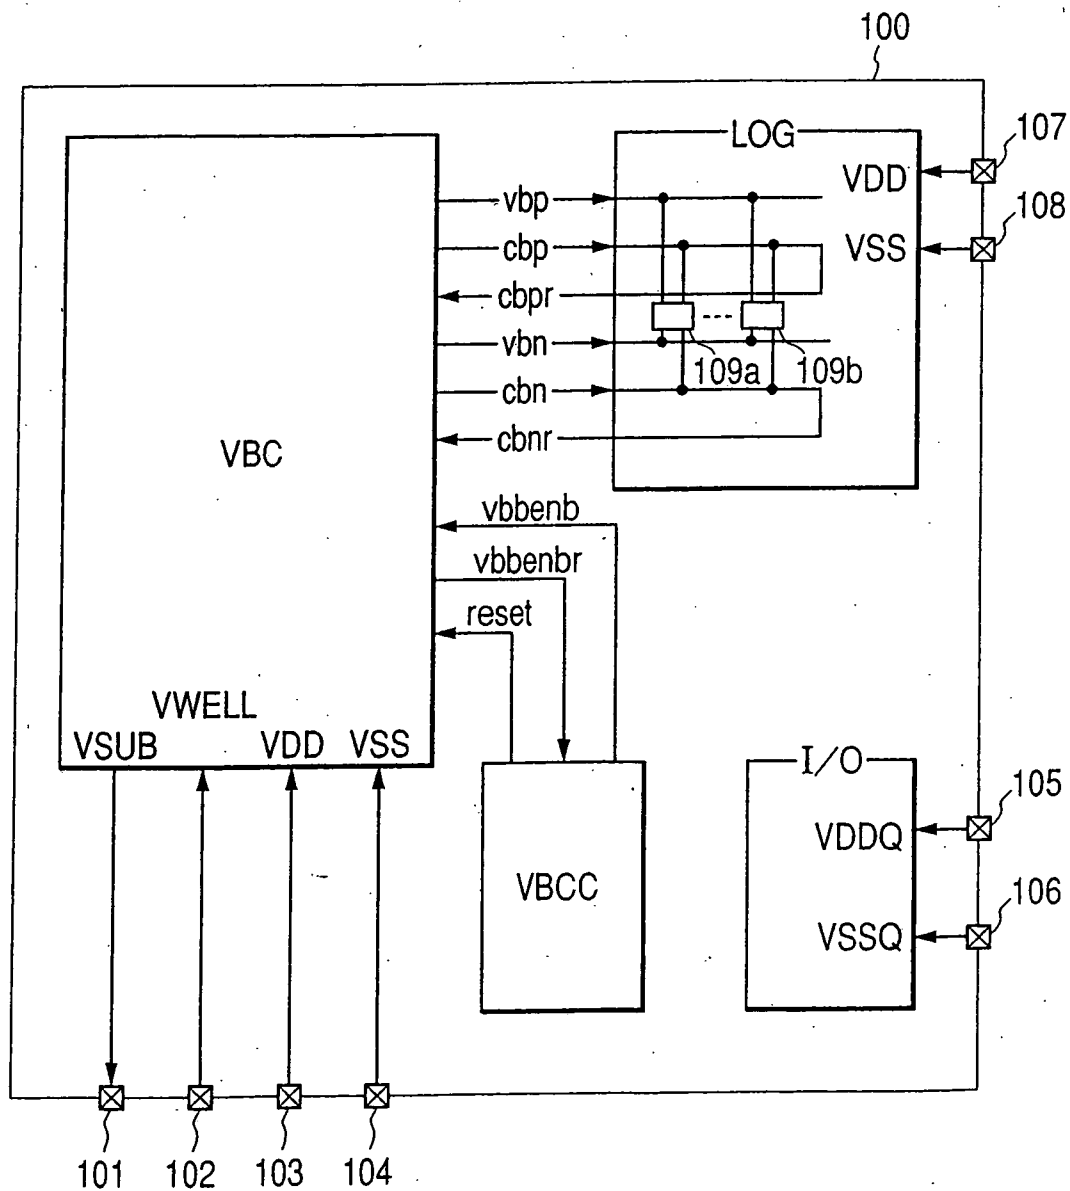 100
LOG
107
VDD
108
VSS
vbp
cbp
cbpr
vbn
109a
109b
cbn
cbnr
VBC
vbbenb
vbbenbr
reset
VWELL
VSUB
VDD
VSS
I/O
105
VDDQ
VBCC
106
VSSQ
101
102
103
104